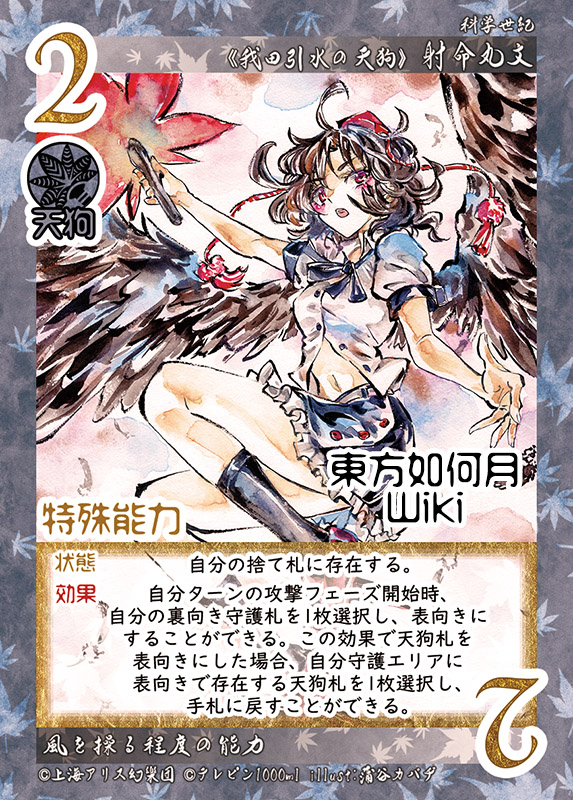 科学世紀
2
《我田引水の天狗》 射命丸文
天狗
東方如何月
Wiki
特殊能力
状態 自分の捨て札に存在する。
効果 自分ターンの攻撃フェーズ開始時、
自分の裏向き守護札を1枚選択し、表向きに
することができる。この効果で天狗札を
表向きにした場合、自分守護エリアに
表向きで存在する天狗札を1枚選択し、
手札に戻すことができる。
2
風を操る程度の能力
©上海アリス幻樂団 ©テレピン1000ml illust:蒲谷カバヂ